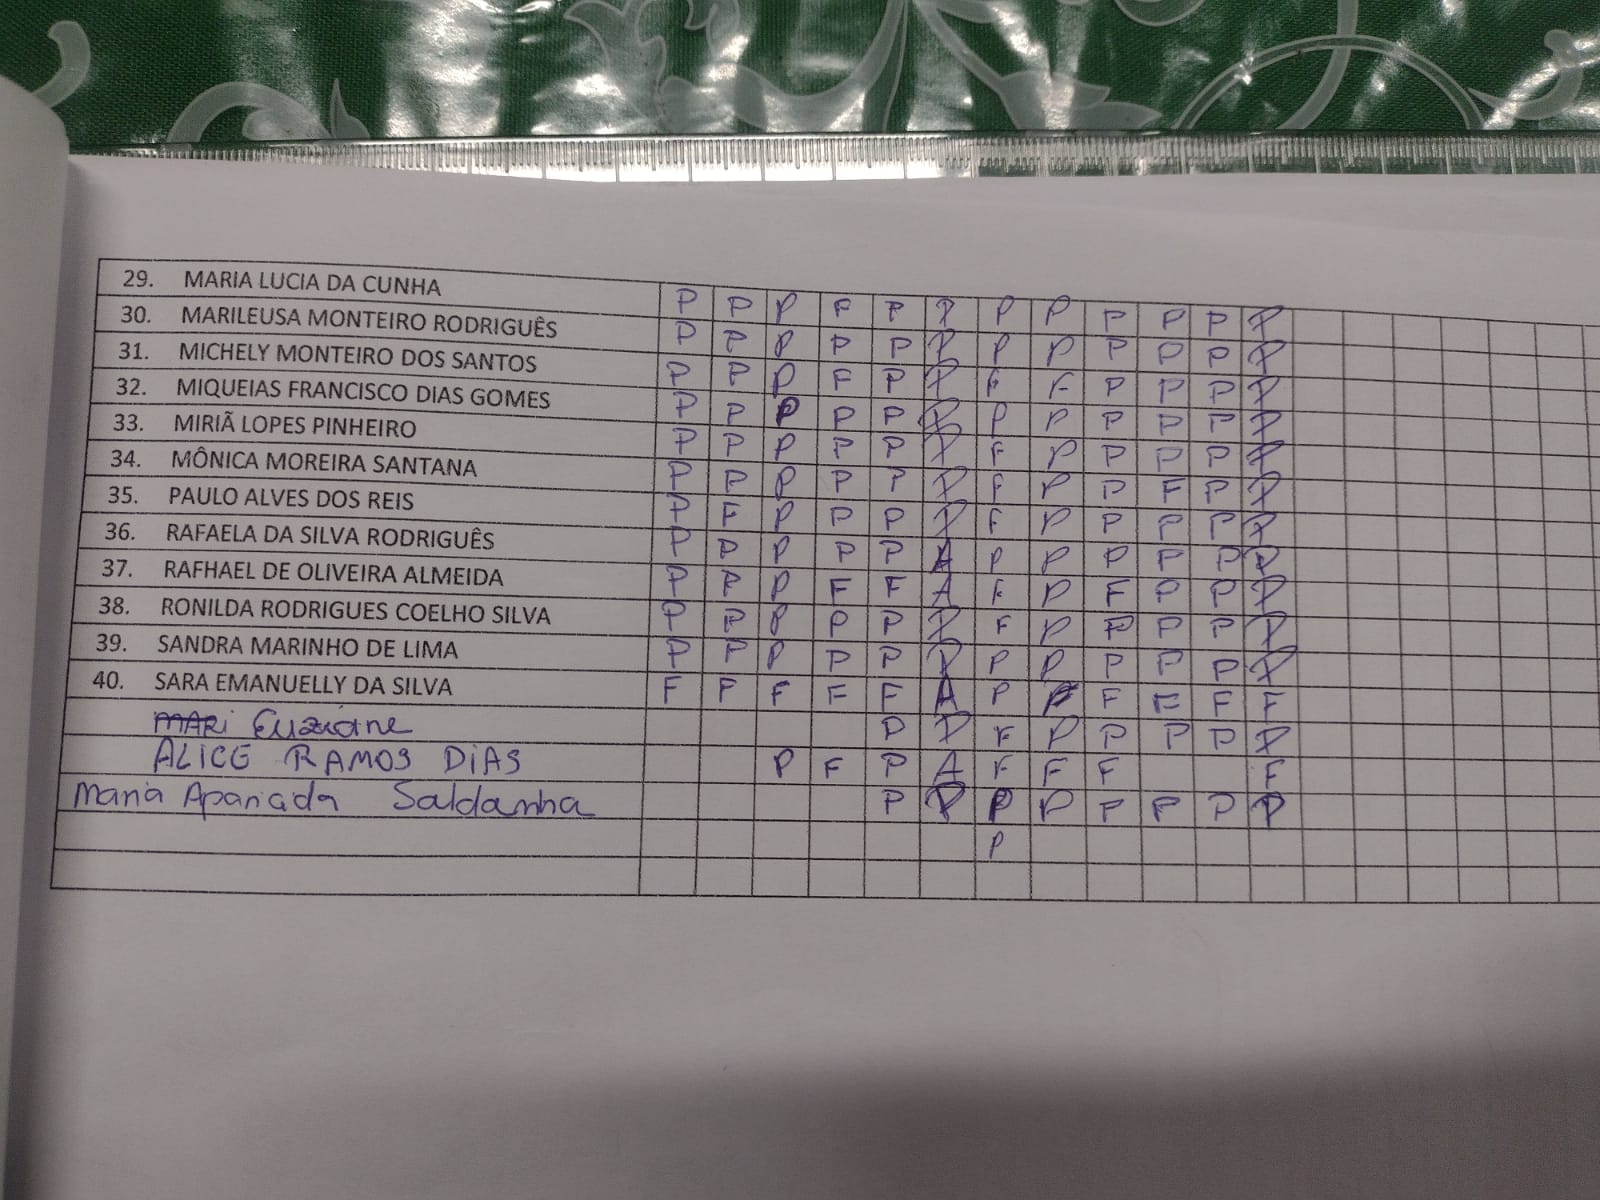 29. MARIA LUCIA DA CUNHA P P P F F P P P P P P P
30. MARILEUSA MONTEIRO RODRIGUÊS P P P P P P P P P P P P
31. MICHELY MONTEIRO DOS SANTOS P P P F P P F F P P P P
32. MIQUEIAS FRANCISCO DIAS GOMES P P P P P P P P P P P P
33. MIRIÃ LOPES PINHEIRO P P P P P P F P P P P P
34. MÔNICA MOREIRA SANTANA P P P P P P F P P F P P
35. PAULO ALVES DOS REIS P F P P P P F P P P P P
36. RAFAELA DA SILVA RODRIGUÊS P P P P P A P P P P P P
37. RAFHAEL DE OLIVEIRA ALMEIDA P P P F F A F P F P P P
38. RONILDA RODRIGUES COELHO SILVA P P P P P P F P P P P P
39. SANDRA MARINHO DE LIMA P P P P P P P P P P P P
40. SARA EMANUELLY DA SILVA F F F F F A P P F F F F
P P F P P P P P
ALICE RAMOS DIAS P F P A F F F F
Maria Aparecida Saldanha P P P P P F P P
P